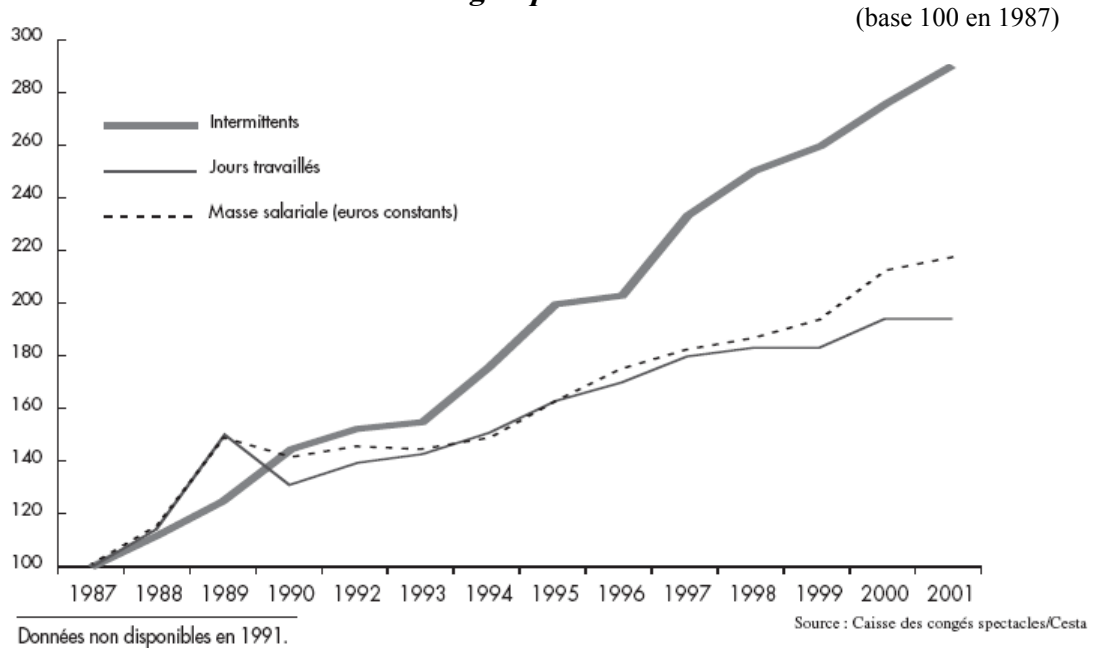 (base 100 en 1987)
300
280
260
240
220
200
180
160
140
120
100
Intermittents
Jours travaillés
Masse salariale (euros constants)
1987 1988 1989 1990 1992 1993 1994 1995 1996 1997 1998 1999 2000 2001
Données non disponibles en 1991.
Source : Caisse des congés spectacles/Cesta